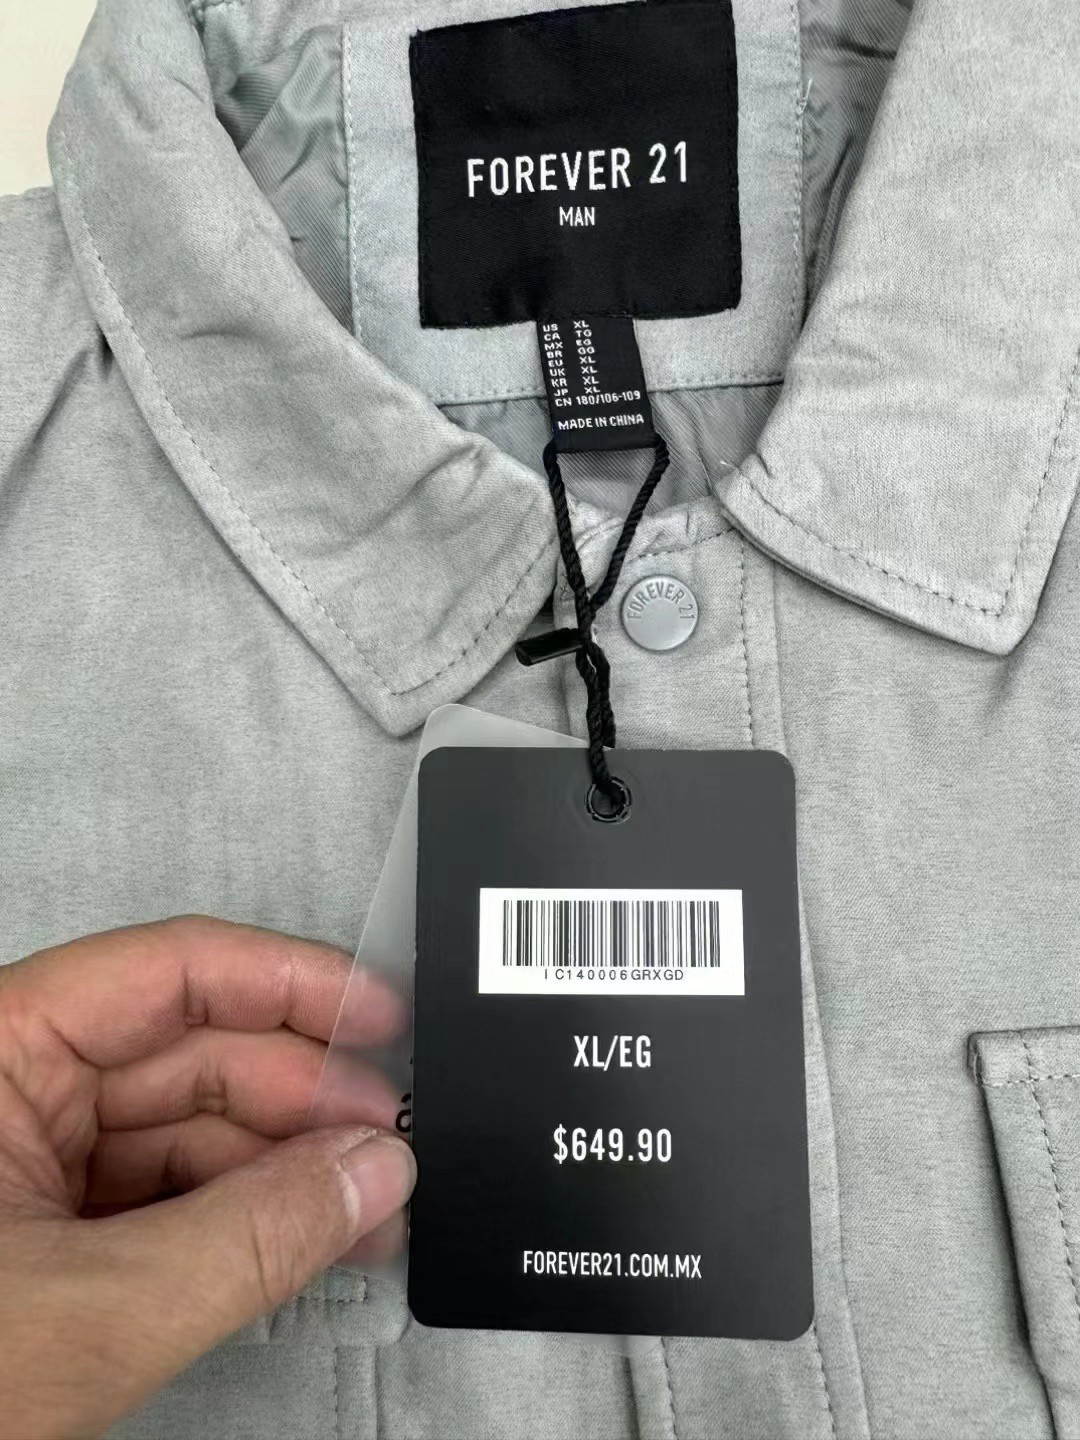 FOREVER 21
MAN
US XL
CA TG
MX EG
BR GG
EU XL
UK XL
KR XL
JP XL
CN 180/106-109
MADE IN CHINA
FOREVER 21
IC140006GRXGD
XL/EG
$649.90
FOREVER21.COM.MX